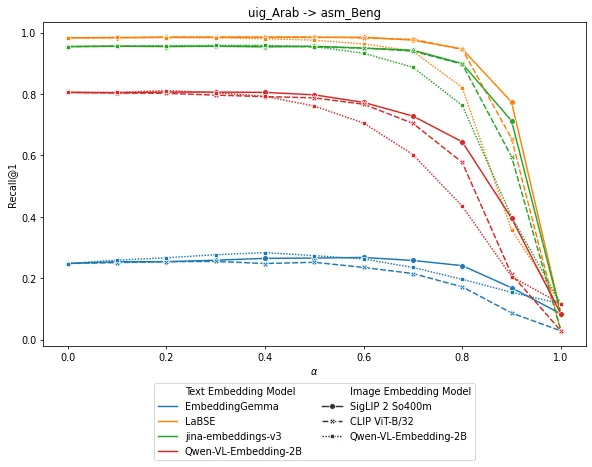 uig_Arab -> asm_Beng
Recall@1
1.0
0.8
0.6
0.4
0.2
0.0
0.0 0.2 0.4 0.6 0.8 1.0
α
Text Embedding Model
EmbeddingGemma
LaBSE
jina-embeddings-v3
Qwen-VL-Embedding-2B
Image Embedding Model
SigLIP 2 So400m
CLIP ViT-B/32
Qwen-VL-Embedding-2B